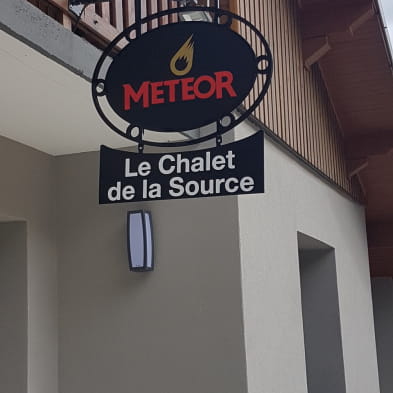 METEOR
Le Chalet
de la Source